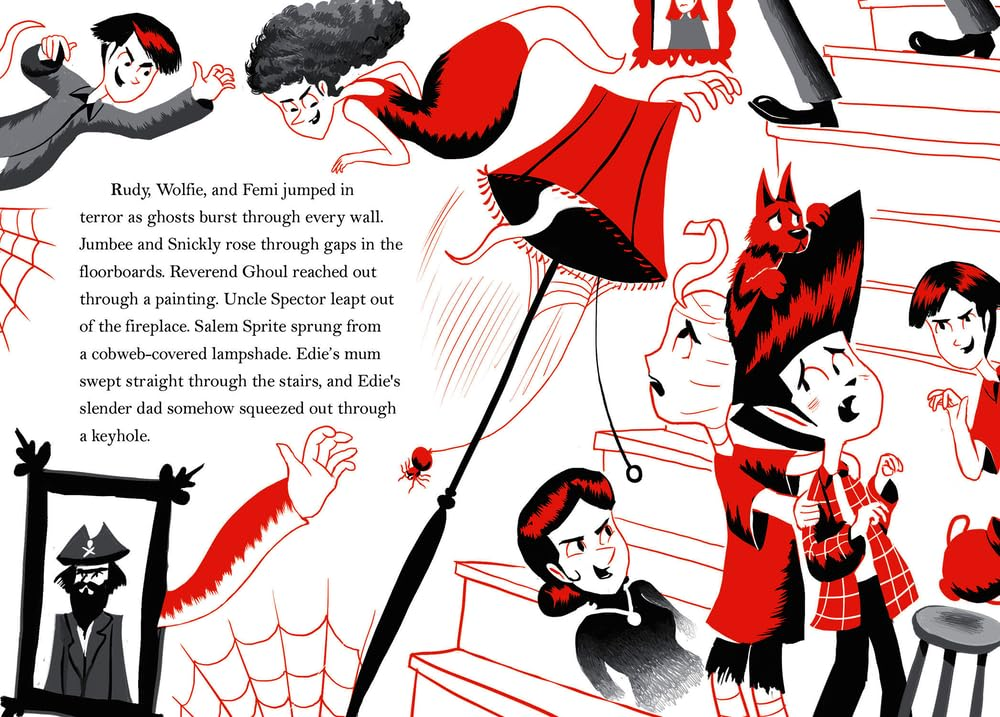 Rudy, Wolfie, and Femi jumped in
terror as ghosts burst through every wall.
Jumbee and Snickly rose through gaps in the
floorboards. Reverend Ghoul reached out
through a painting. Uncle Spector leapt out
of the fireplace. Salem Sprite sprung from
a cobweb-covered lampshade. Edie's mum
swept straight through the stairs, and Edie's
slender dad somehow squeezed out through
a keyhole.